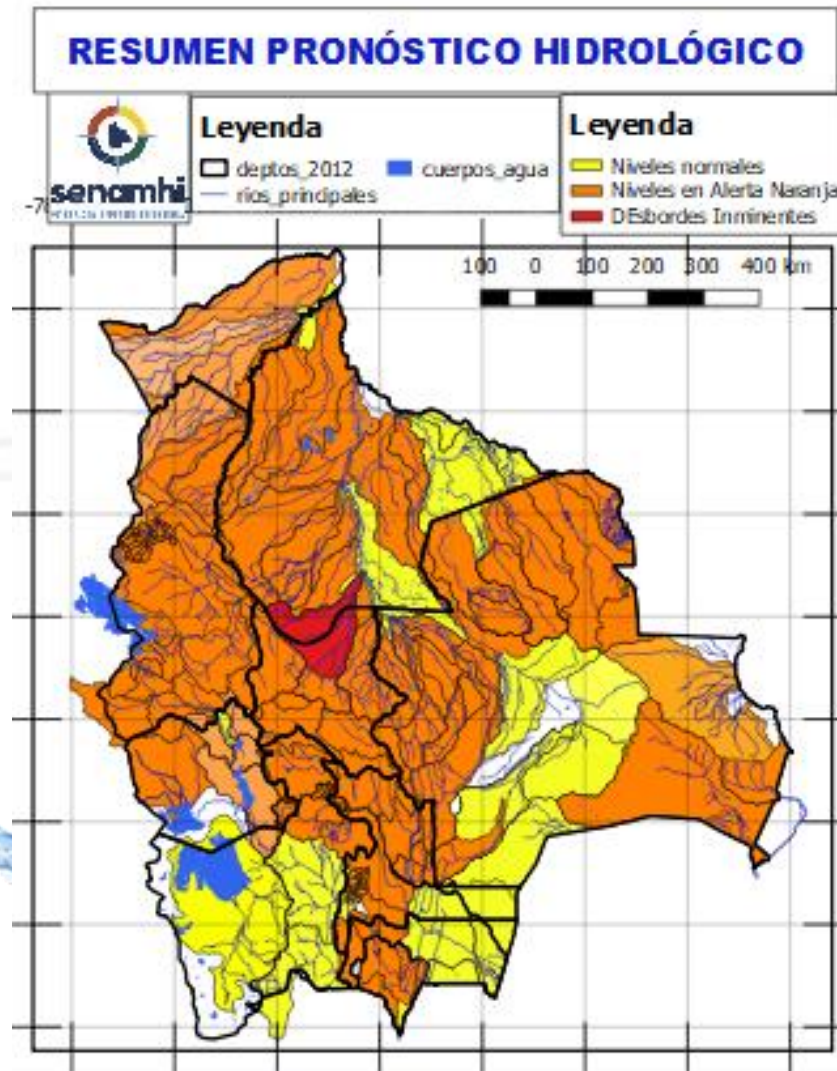 RESUMEN PRONÓSTICO HIDROLÓGICO
senamhi
Leyenda
deptos_2012
cuerpos_agua
rios_principales
Leyenda
Niveles normales
Niveles en Alerta Naranja
DEsbordes Inminentes
100 0 100 200 300 400 km